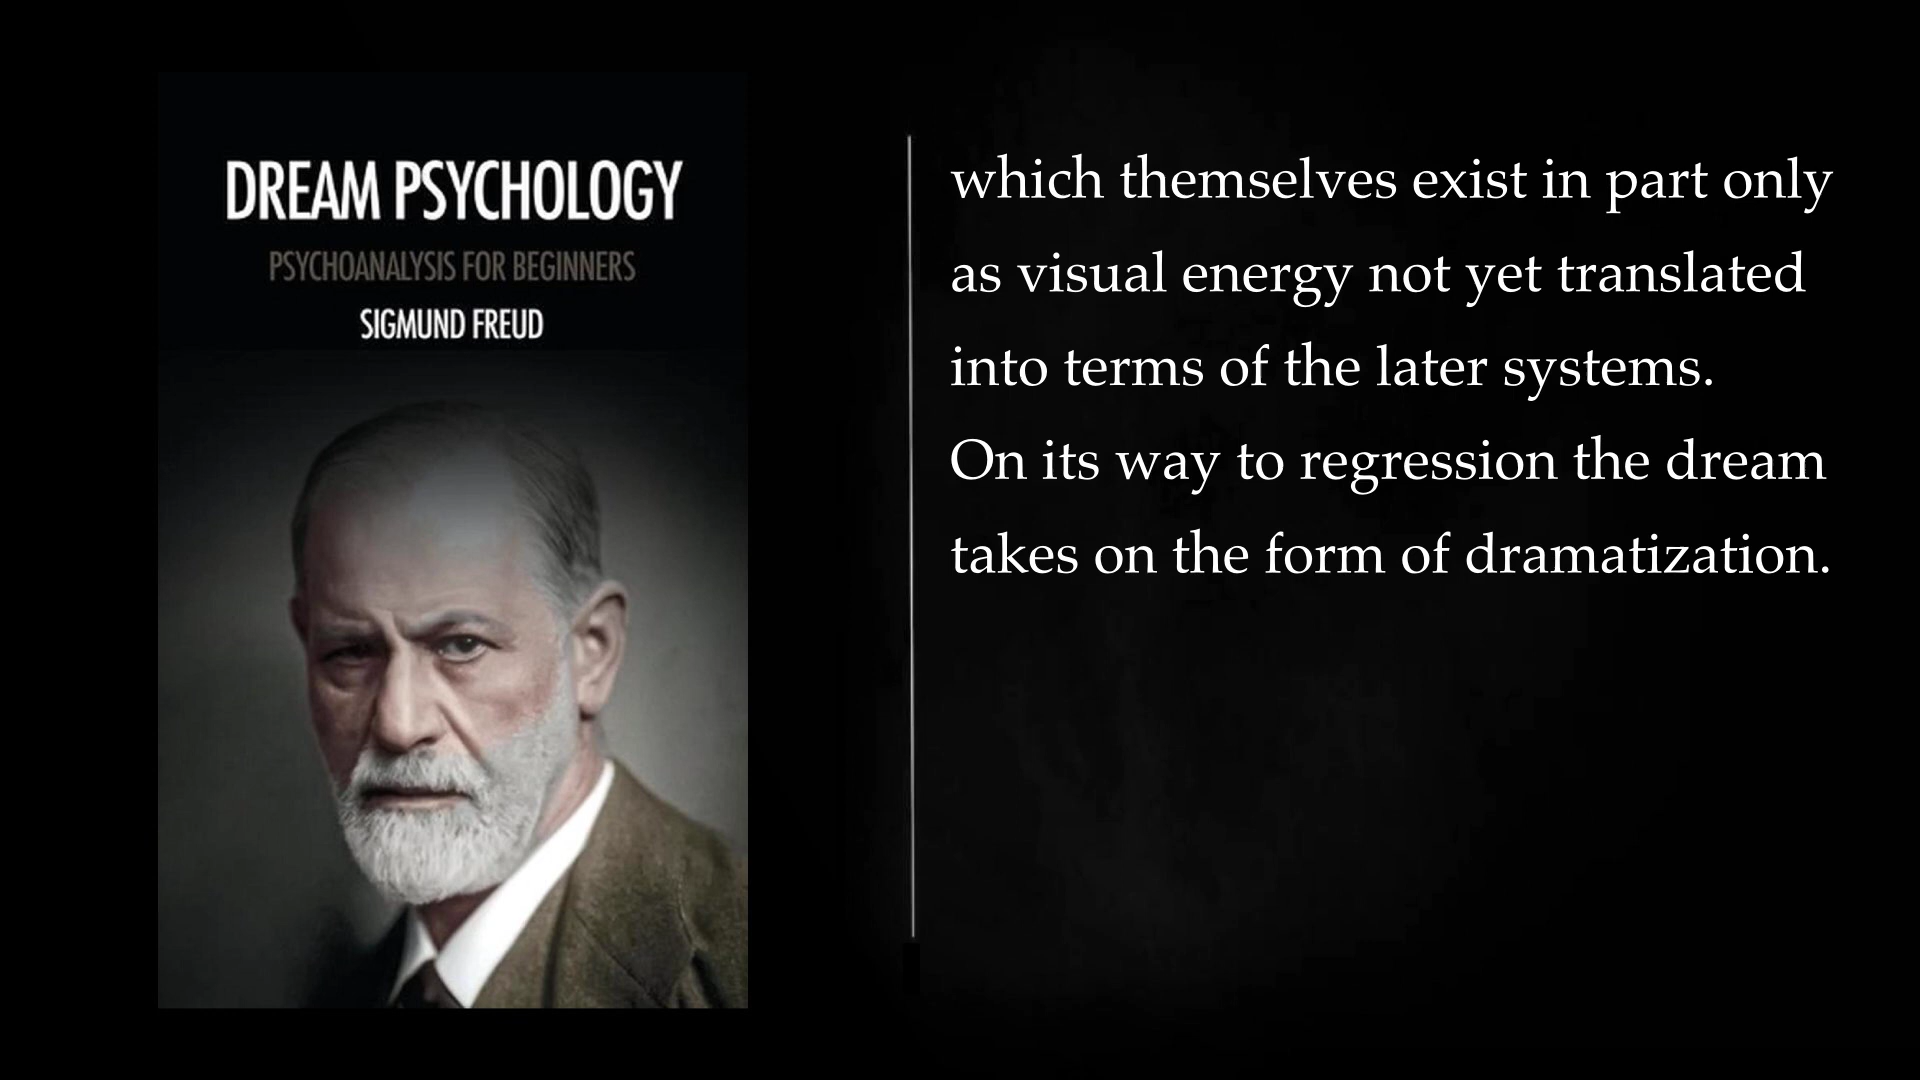 DREAM PSYCHOLOGY
PSYCHOANALYSIS FOR BEGINNERS
SIGMUND FREUD
which themselves exist in part only
as visual energy not yet translated
into terms of the later systems.
On its way to regression the dream
takes on the form of dramatization.